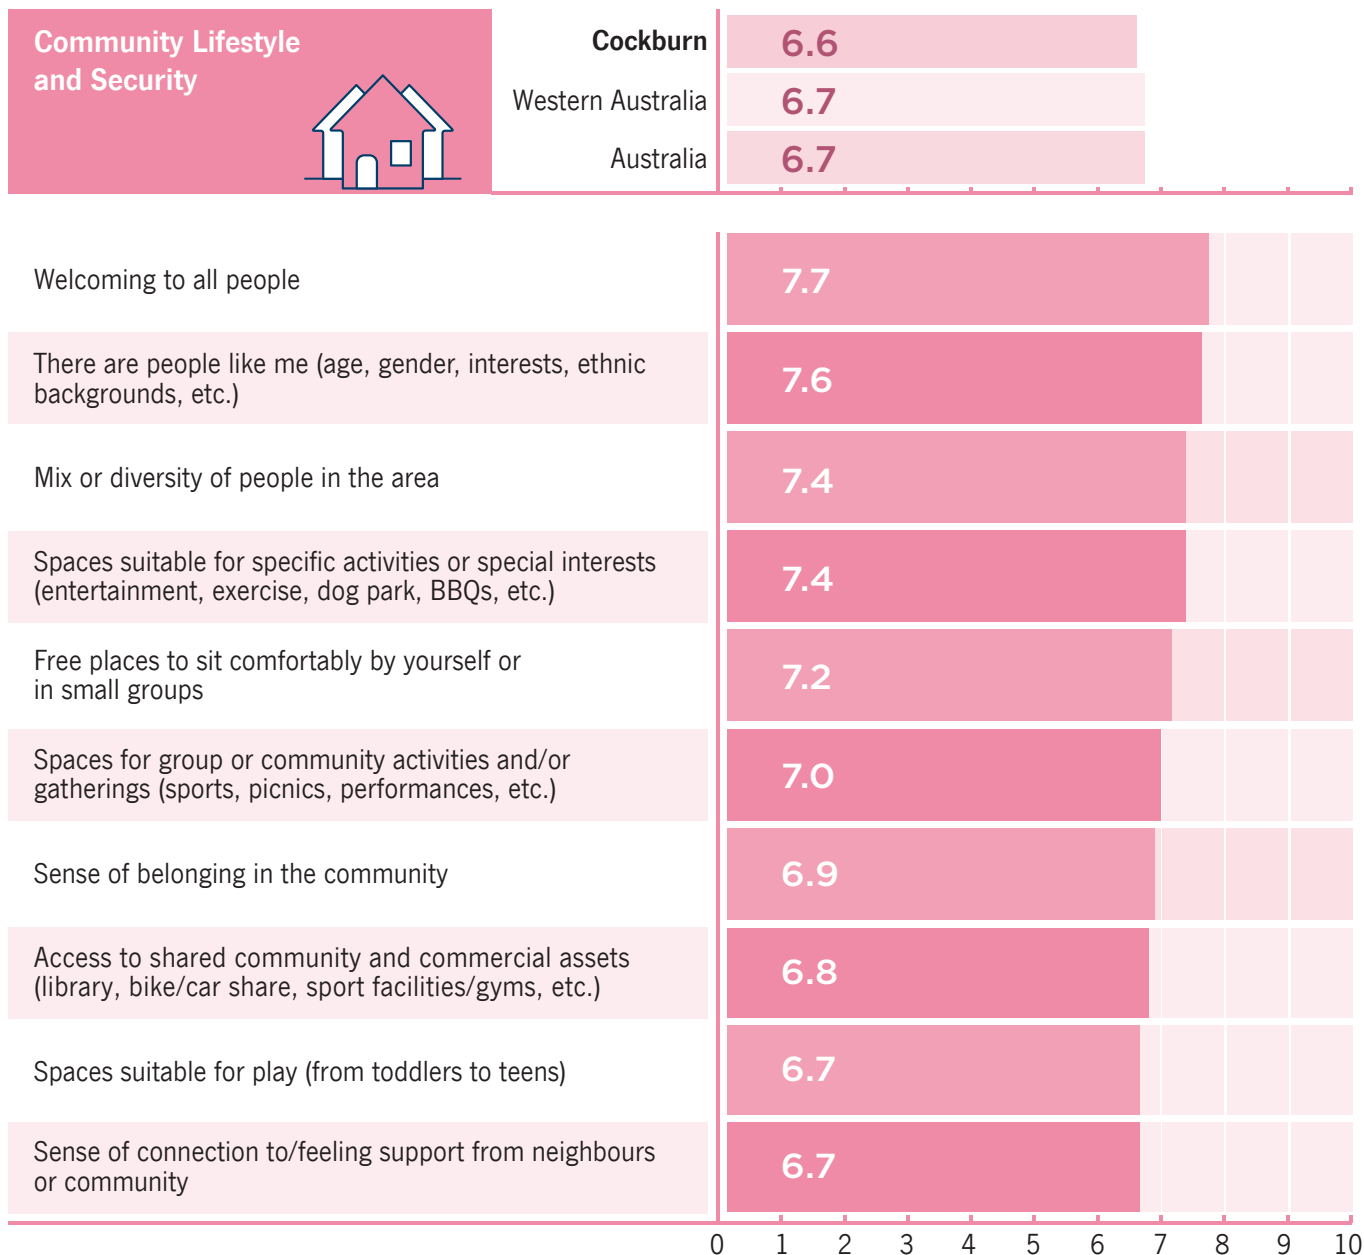 Community Lifestyle
and Security
Cockburn
6.6
Western Australia
6.7
Australia
6.7
Welcoming to all people
7.7
There are people like me (age, gender, interests, ethnic
backgrounds, etc.)
7.6
Mix or diversity of people in the area
7.4
Spaces suitable for specific activities or special interests
(entertainment, exercise, dog park, BBQs, etc.)
7.4
Free places to sit comfortably by yourself or
in small groups
7.2
Spaces for group or community activities and/or
gatherings (sports, picnics, performances, etc.)
7.0
Sense of belonging in the community
6.9
Access to shared community and commercial assets
(library, bike/car share, sport facilities/gyms, etc.)
6.8
Spaces suitable for play (from toddlers to teens)
6.7
Sense of connection to/feeling support from neighbours
or community
6.7
0 1 2 3 4 5 6 7 8 9 10